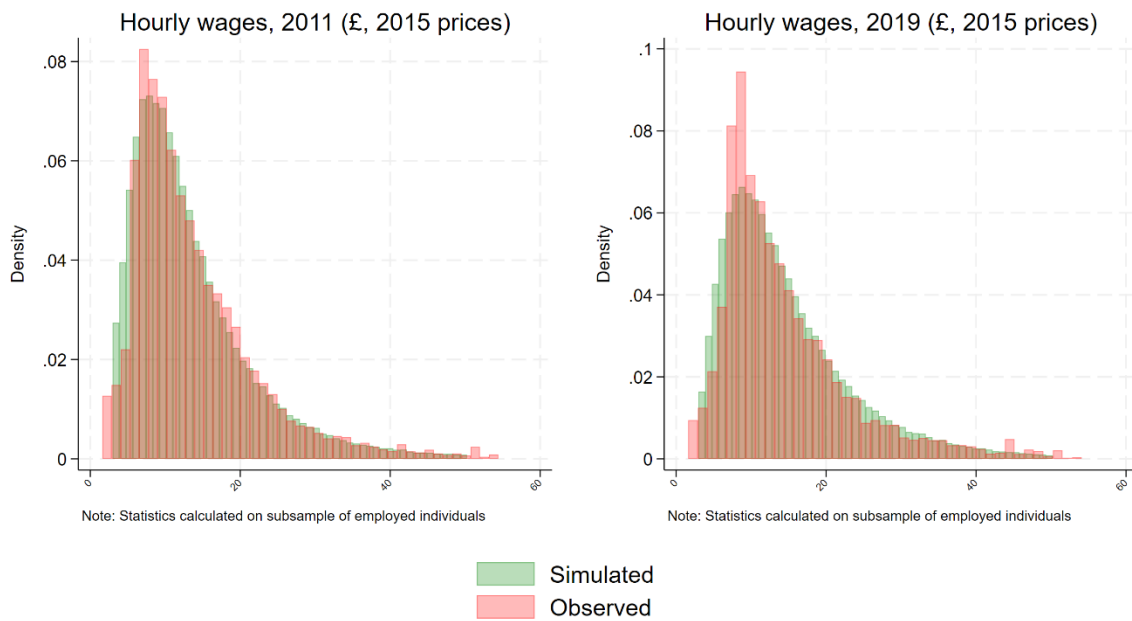 Hourly wages, 2011 (£, 2015 prices)
.08
.06
.04
.02
0
Density
0
20
40
60
Note: Statistics calculated on subsample of employed individuals
Hourly wages, 2019 (£, 2015 prices)
.1
.08
.06
.04
.02
0
Density
0
20
40
60
Note: Statistics calculated on subsample of employed individuals
Simulated
Observed